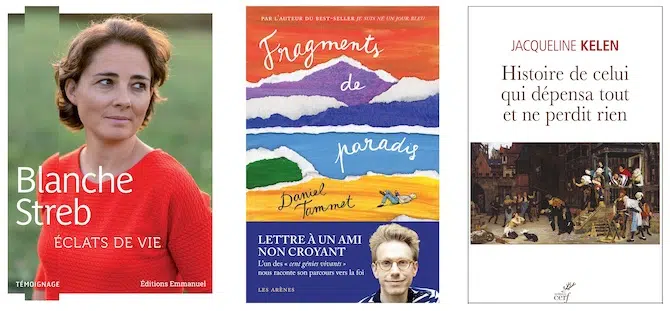 Blanche
Streb
ÉCLATS DE VIE
TÉMOIGNAGE
Éditions Emmanuel
PAR L'AUTEUR DU BEST-SELLER JE SUIS NÉ UN JOUR BLEU
Fragments
de
paradis
Daniel
Tammet
LETTRE À UN AMI
NON CROYANT
L'un des « cent génies vivants »
nous raconte son parcours vers la foi
LES ARÈNES
JACQUELINE KELEN
Histoire de celui
qui dépensa tout
et ne perdit rien
cerf